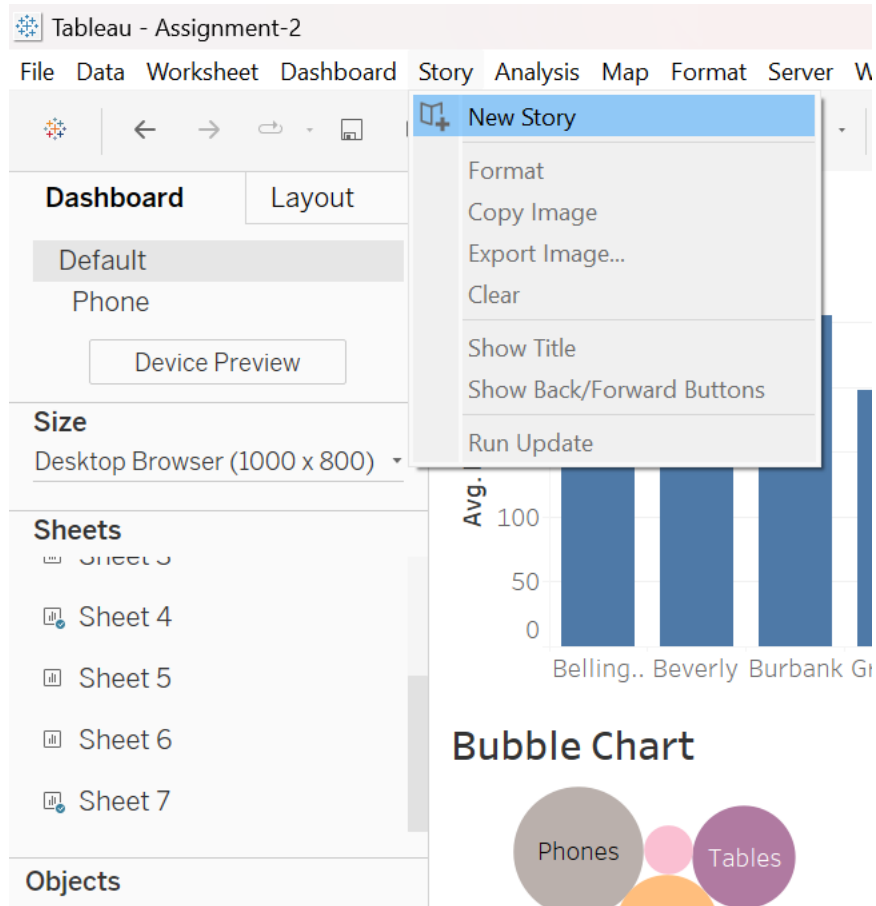 Tableau - Assignment-2
File Data Worksheet Dashboard Story Analysis Map Format Server W
New Story
Format
Copy Image
Export Image...
Clear
Show Title
Show Back/Forward Buttons
Run Update
Dashboard Layout
Default
Phone
Device Preview
Size
Desktop Browser (1000 x 800)
Sheets
Sheet 4
Sheet 5
Sheet 6
Sheet 7
Objects
Avg.
100
50
0
Belling.. Beverly Burbank Gr
Bubble Chart
Phones
Tables